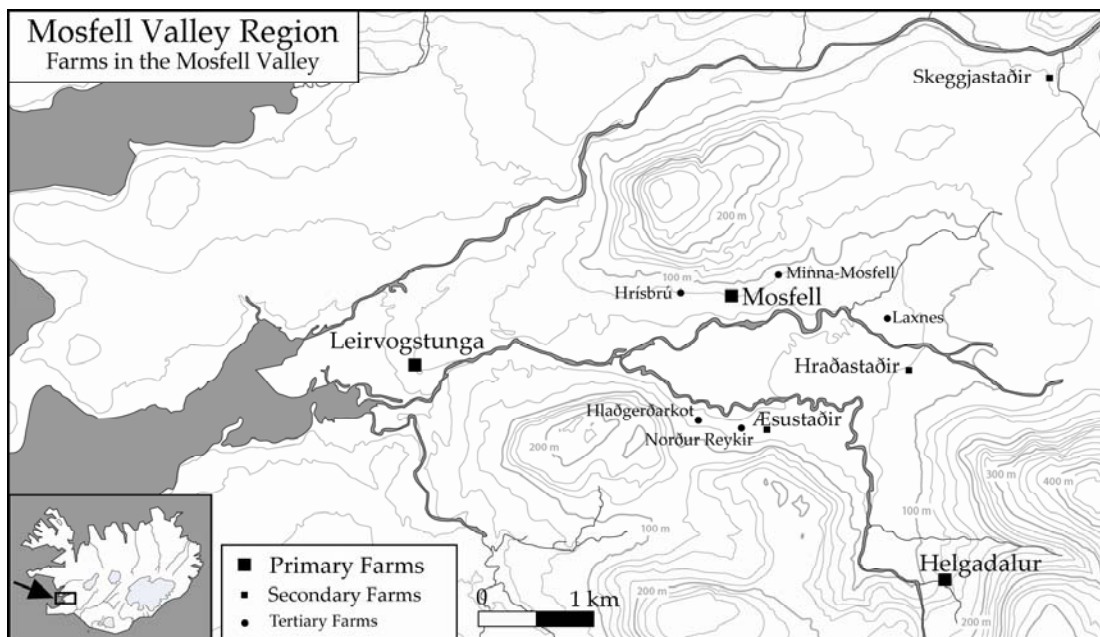 Mosfell Valley Region
Farms in the Mosfell Valley
Skeggjastaðir
200 m
100 m
Minna-Mosfell
Hrísbrú
Mosfell
Laxnes
Leirvogstunga
Hraðastaðir
Hlaðgerðarkot
Æsustaðir
Norður Reykir
200 m
300 m
400 m
100 m
100 m
Helgadalur
200 m
200 m
Primary Farms
Secondary Farms
Tertiary Farms
0 1 km